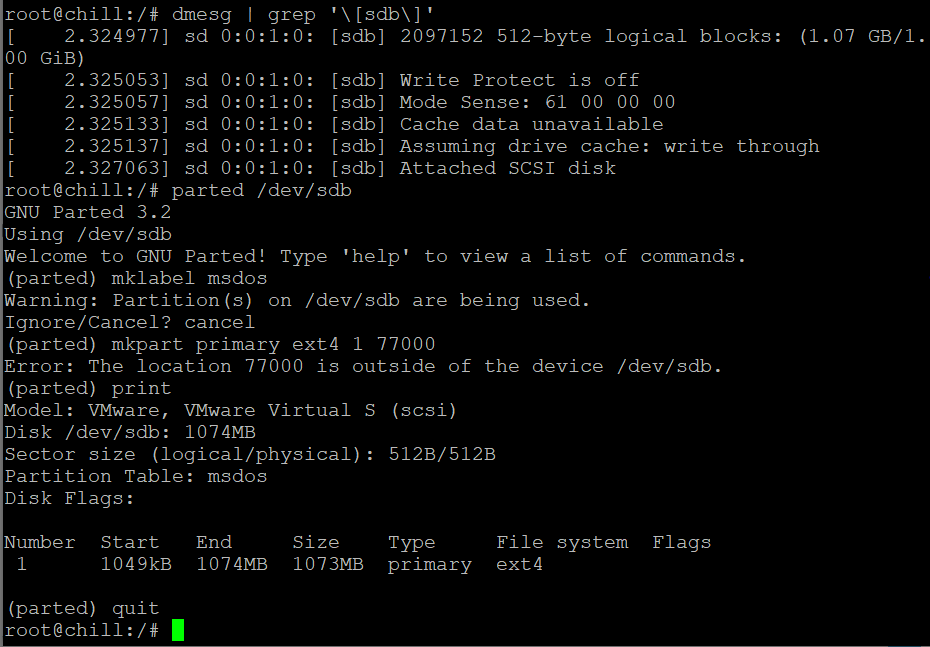 root@chill:/# dmesg | grep '\[sdb\]'
[    2.324977] sd 0:0:1:0: [sdb] 2097152 512-byte logical blocks: (1.07 GB/1.
00 GiB)
[    2.325053] sd 0:0:1:0: [sdb] Write Protect is off
[    2.325057] sd 0:0:1:0: [sdb] Mode Sense: 61 00 00 00
[    2.325133] sd 0:0:1:0: [sdb] Cache data unavailable
[    2.325137] sd 0:0:1:0: [sdb] Assuming drive cache: write through
[    2.327063] sd 0:0:1:0: [sdb] Attached SCSI disk
root@chill:/# parted /dev/sdb
GNU Parted 3.2
Using /dev/sdb
Welcome to GNU Parted! Type 'help' to view a list of commands.
(parted) mklabel msdos
Warning: Partition(s) on /dev/sdb are being used.
Ignore/Cancel? cancel
(parted) mkpart primary ext4 1 77000
Error: The location 77000 is outside of the device /dev/sdb.
(parted) print
Model: VMware, VMware Virtual S (scsi)
Disk /dev/sdb: 1074MB
Sector size (logical/physical): 512B/512B
Partition Table: msdos
Disk Flags:
Number  Start   End     Size    Type     File system  Flags
 1      1049kB  1074MB  1073MB  primary  ext4
(parted) quit
root@chill:/#